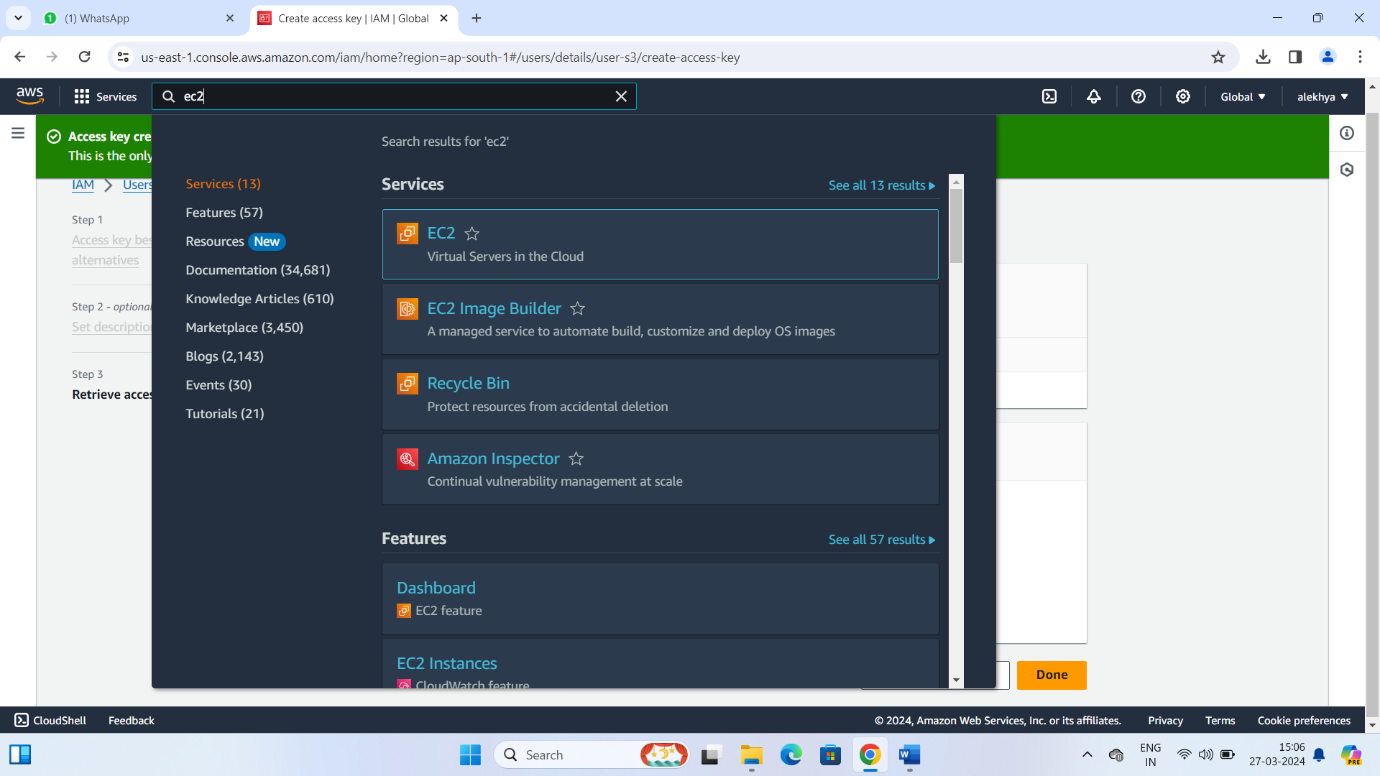 (1) WhatsApp
Create access key | IAM | Global
us-east-1.console.aws.amazon.com/iam/home?region=ap-south-1#/users/details/user-s3/create-access-key
aws
Services
ec2
Global
alekhya
Access key cre
This is the only
IAM
Users
Step 1
Access key bes
alternatives
Step 2 - optional
Set description
Step 3
Retrieve acces
Search results for 'ec2'
Services (13)
Features (57)
Resources New
Documentation (34,681)
Knowledge Articles (610)
Marketplace (3,450)
Blogs (2,143)
Events (30)
Tutorials (21)
Services
See all 13 results
EC2
Virtual Servers in the Cloud
EC2 Image Builder
A managed service to automate build, customize and deploy OS images
Recycle Bin
Protect resources from accidental deletion
Amazon Inspector
Continual vulnerability management at scale
Features
See all 57 results
Dashboard
EC2 feature
EC2 Instances
CloudWatch feature
Done
CloudShell
Feedback
© 2024, Amazon Web Services, Inc. or its affiliates.
Privacy
Terms
Cookie preferences
Search
ENG
IN
15:06
27-03-2024
PRE